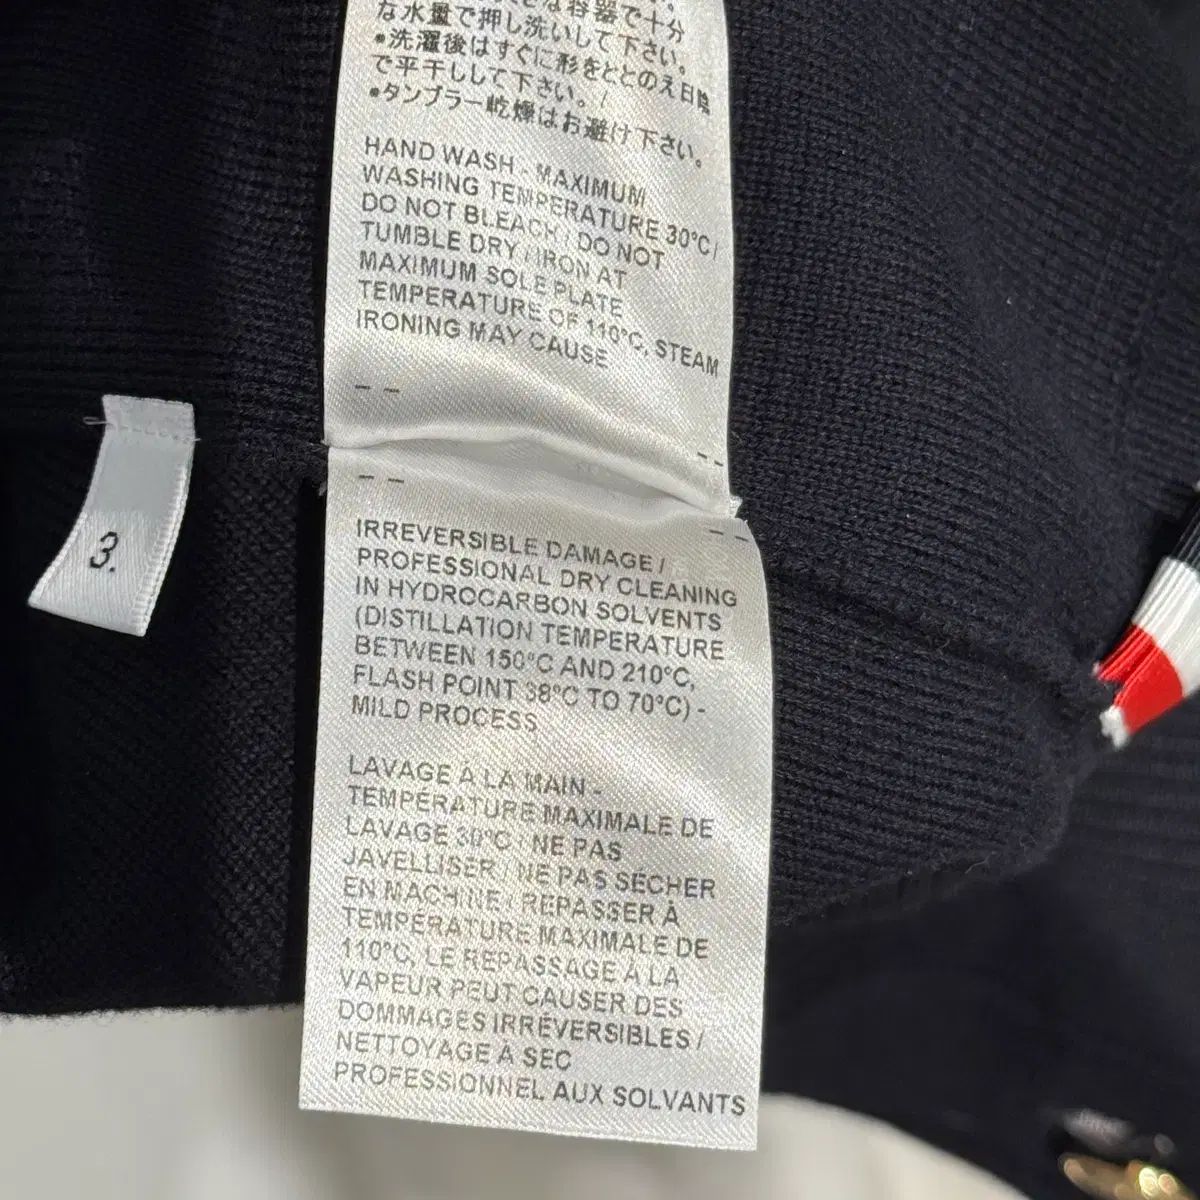 な容器で十分
な水量で押し洗いして下さい。
•洗濯後はすぐに形をととのえ日陰
で平干しして下さい。/
•タンブラー乾燥はお避け下さい。
HAND WASH - MAXIMUM
WASHING TEMPERATURE 30°C /
DO NOT BLEACH / DO NOT
TUMBLE DRY / IRON AT
MAXIMUM SOLE PLATE
TEMPERATURE OF 110°C, STEAM
IRONING MAY CAUSE
3.
IRREVERSIBLE DAMAGE /
PROFESSIONAL DRY CLEANING
IN HYDROCARBON SOLVENTS
(DISTILLATION TEMPERATURE
BETWEEN 150°C AND 210°C,
FLASH POINT 38°C TO 70°C) -
MILD PROCESS
LAVAGE À LA MAIN -
TEMPÉRATURE MAXIMALE DE
LAVAGE 30°C / NE PAS
JAVELLISER / NE PAS SÉCHER
EN MACHINE / REPASSER À
TEMPÉRATURE MAXIMALE DE
110°C, LE REPASSAGE À LA
VAPEUR PEUT CAUSER DES
DOMMAGES IRRÉVERSIBLES /
NETTOYAGE À SEC
PROFESSIONNEL AUX SOLVANTS